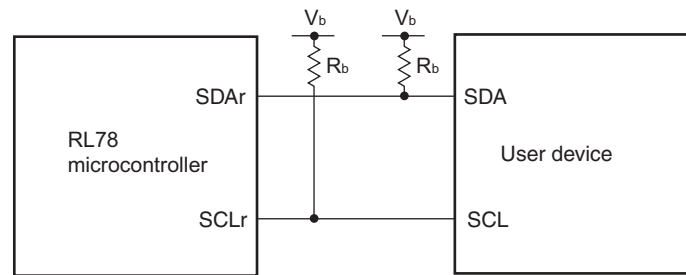 Vb Vb
Rb Rb
SDAr SDA
RL78
microcontroller
User device
SCLr SCL